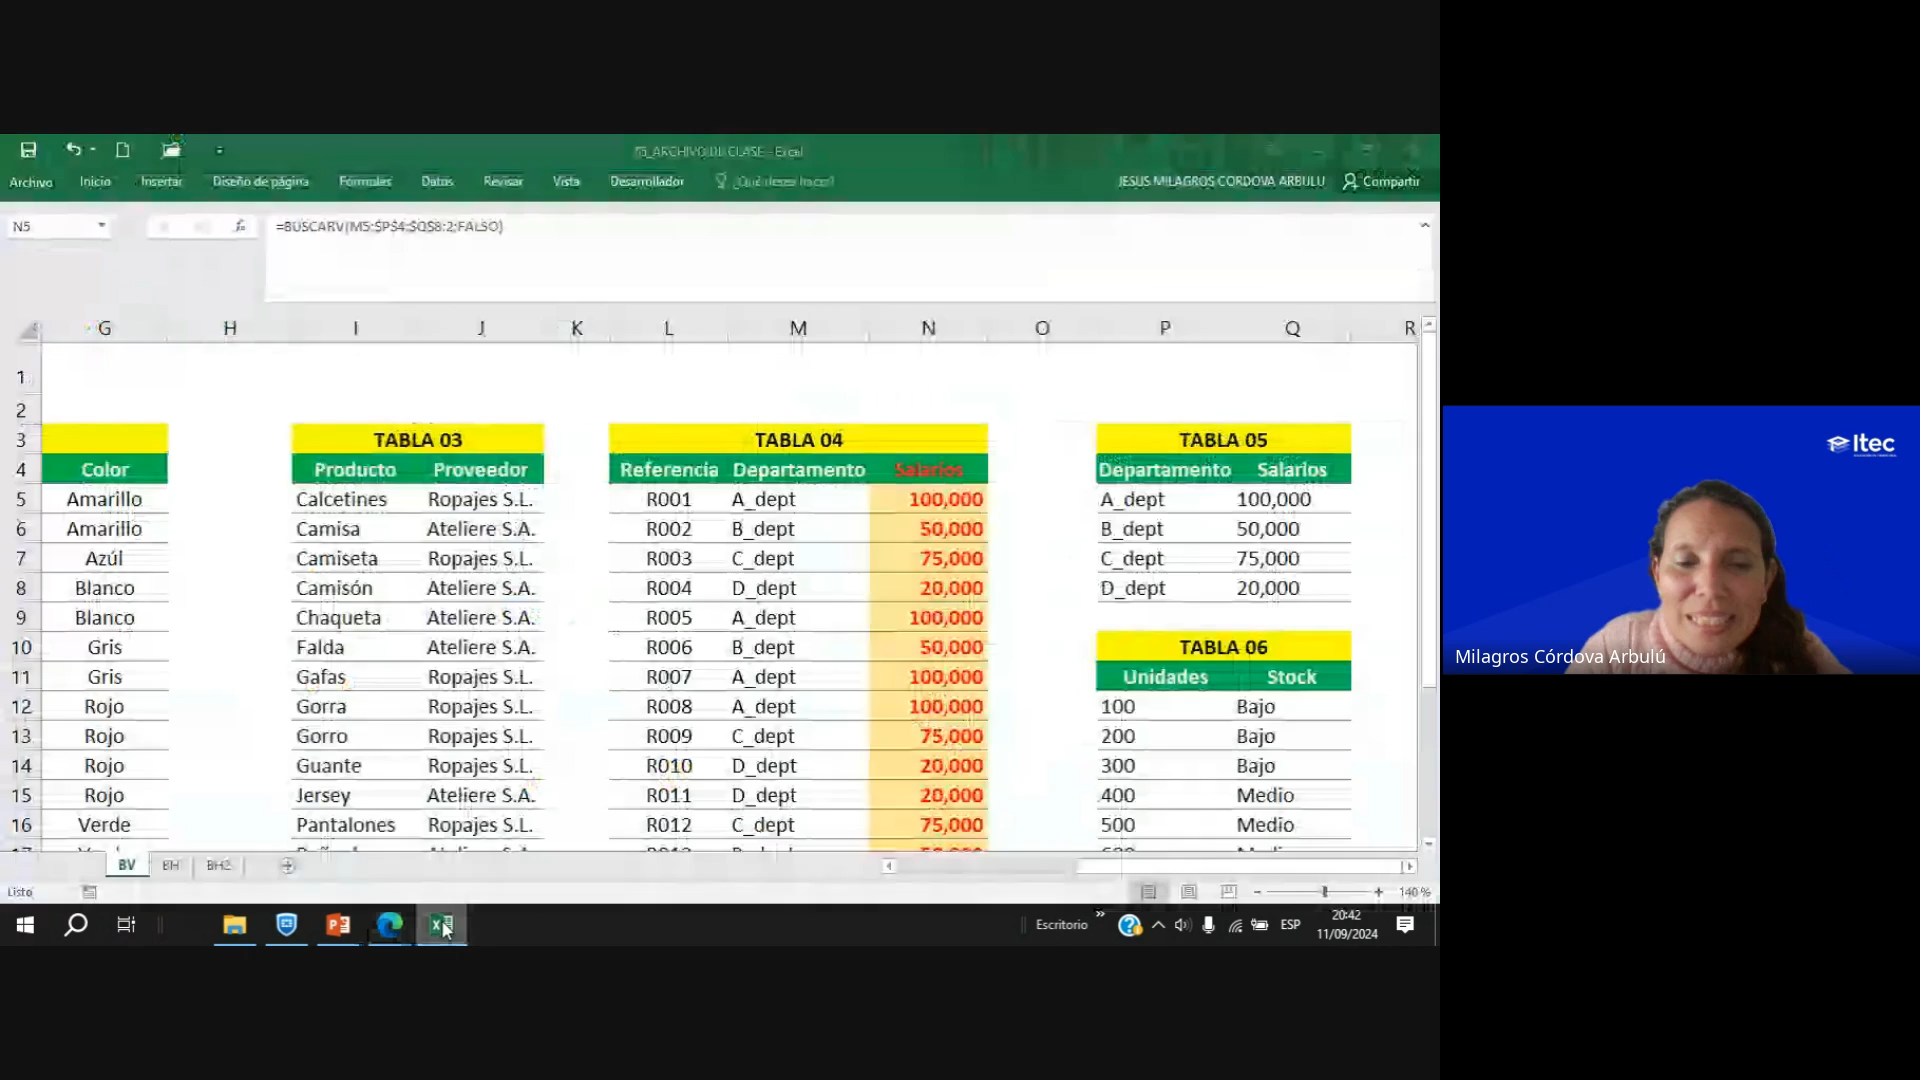 15_ARCHIVO DE CLASE - Excel
Archivo Inicio Insertar Diseño de página Fórmulas Datos Revisar Vista Desarrollador ¿Qué desea hacer? JESUS MILAGROS CORDOVA ARBULU Compartir
N5 fx =BUSCARV(M5;$P$4:$Q$8;2;FALSO)
G H I J K L M N O P Q R
1
2
3 TABLA 03 TABLA 04 TABLA 05
4 Color Producto Proveedor Referencia Departamento Salarios Departamento Salarios
5 Amarillo Calcetines Ropajes S.L. R001 A_dept 100,000 A_dept 100,000
6 Amarillo Camisa Ateliere S.A. R002 B_dept 50,000 B_dept 50,000
7 Azúl Camiseta Ropajes S.L. R003 C_dept 75,000 C_dept 75,000
8 Blanco Camisón Ateliere S.A. R004 D_dept 20,000 D_dept 20,000
9 Blanco Chaqueta Ateliere S.A. R005 A_dept 100,000
10 Gris Falda Ateliere S.A. R006 B_dept 50,000 TABLA 06
11 Gris Gafas Ropajes S.L. R007 A_dept 100,000 Unidades Stock
12 Rojo Gorra Ropajes S.L. R008 A_dept 100,000 100 Bajo
13 Rojo Gorro Ropajes S.L. R009 C_dept 75,000 200 Bajo
14 Rojo Guante Ropajes S.L. R010 D_dept 20,000 300 Bajo
15 Rojo Jersey Ateliere S.A. R011 D_dept 20,000 400 Medio
16 Verde Pantalones Ropajes S.L. R012 C_dept 75,000 500 Medio
BV BH BH2
Listo 140 %
Escritorio » ESP 20:42
11/09/2024
Itec
Milagros Córdova Arbulú